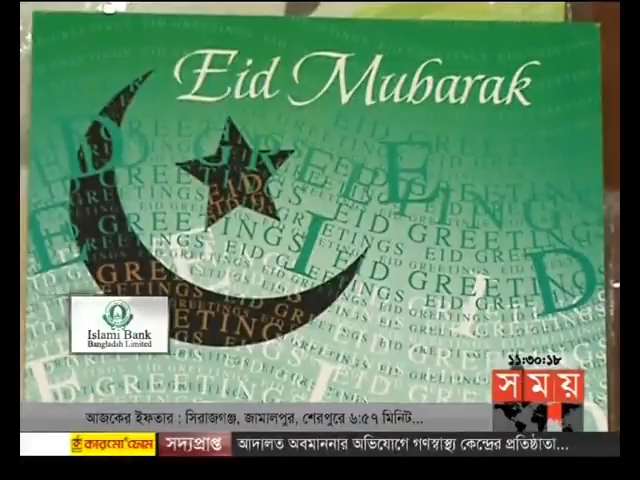 Eid Mubarak
EID GREETINGS
Islami Bank
Bangladesh Limited
১১:৩০:১৮
সময়
আজকের ইফতার : সিরাজগঞ্জ, জামালপুর, শেরপুরে ৬:৫৭ মিনিট...
কারমো ফোম সদ্যপ্রাপ্ত আদালত অবমাননার অভিযোগে গণস্বাস্থ্য কেন্দ্রের প্রতিষ্ঠাতা...